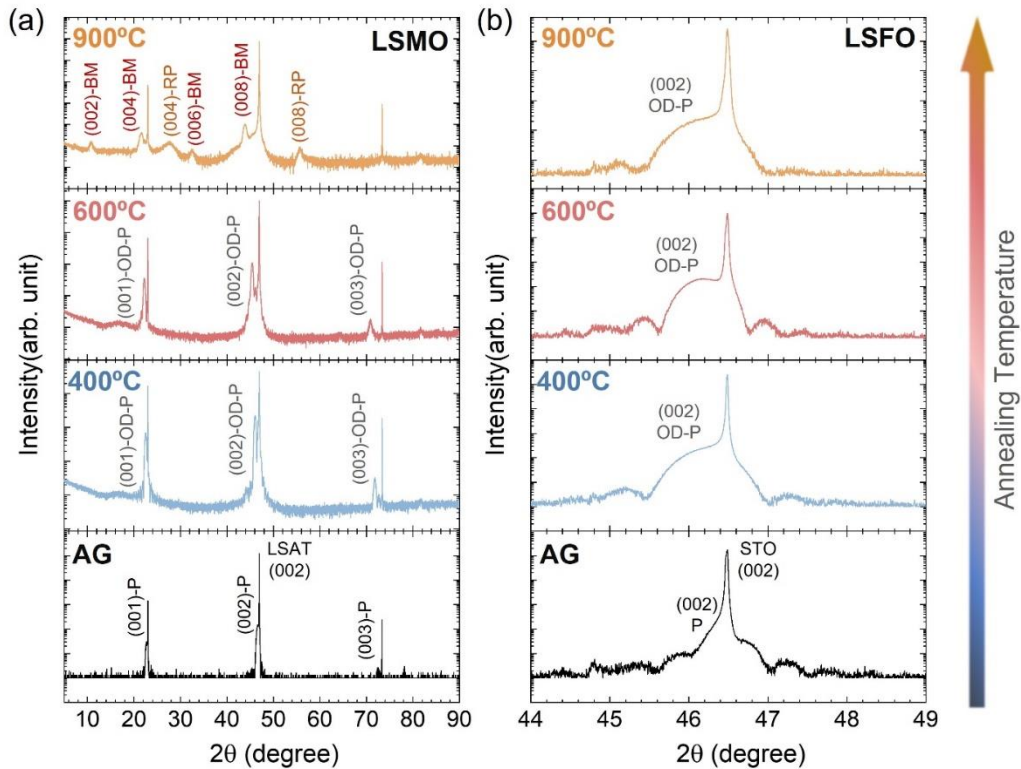 (a)
900ºC
LSMO
(002)-BM
(004)-BM
(004)-RP
(006)-BM
(008)-BM
(008)-RP
600ºC
(001)-OD-P
(002)-OD-P
(003)-OD-P
400ºC
(001)-OD-P
(002)-OD-P
(003)-OD-P
AG
LSAT
(002)
(001)-P
(002)-P
(003)-P
Intensity(arb. unit)
10 20 30 40 50 60 70 80 90
2θ (degree)
(b)
900ºC
LSFO
(002)
OD-P
600ºC
(002)
OD-P
400ºC
(002)
OD-P
AG
STO
(002)
(002)
P
Intensity(arb. unit)
44 45 46 47 48 49
2θ (degree)
Annealing Temperature